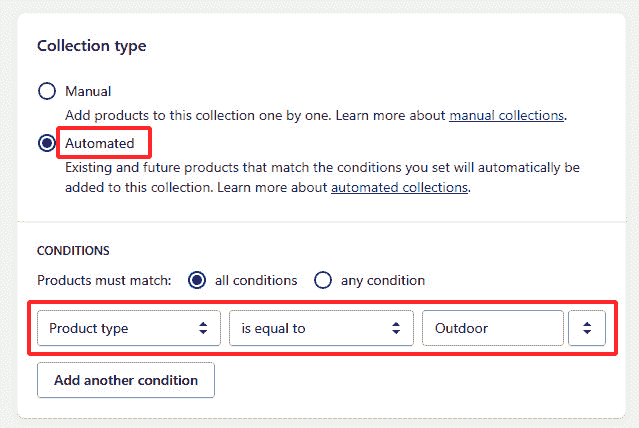 Collection type
Manual
Add products to this collection one by one. Learn more about manual collections.
Automated
Existing and future products that match the conditions you set will automatically be
added to this collection. Learn more about automated collections.
CONDITIONS
Products must match: all conditions any condition
Product type is equal to Outdoor
Add another condition